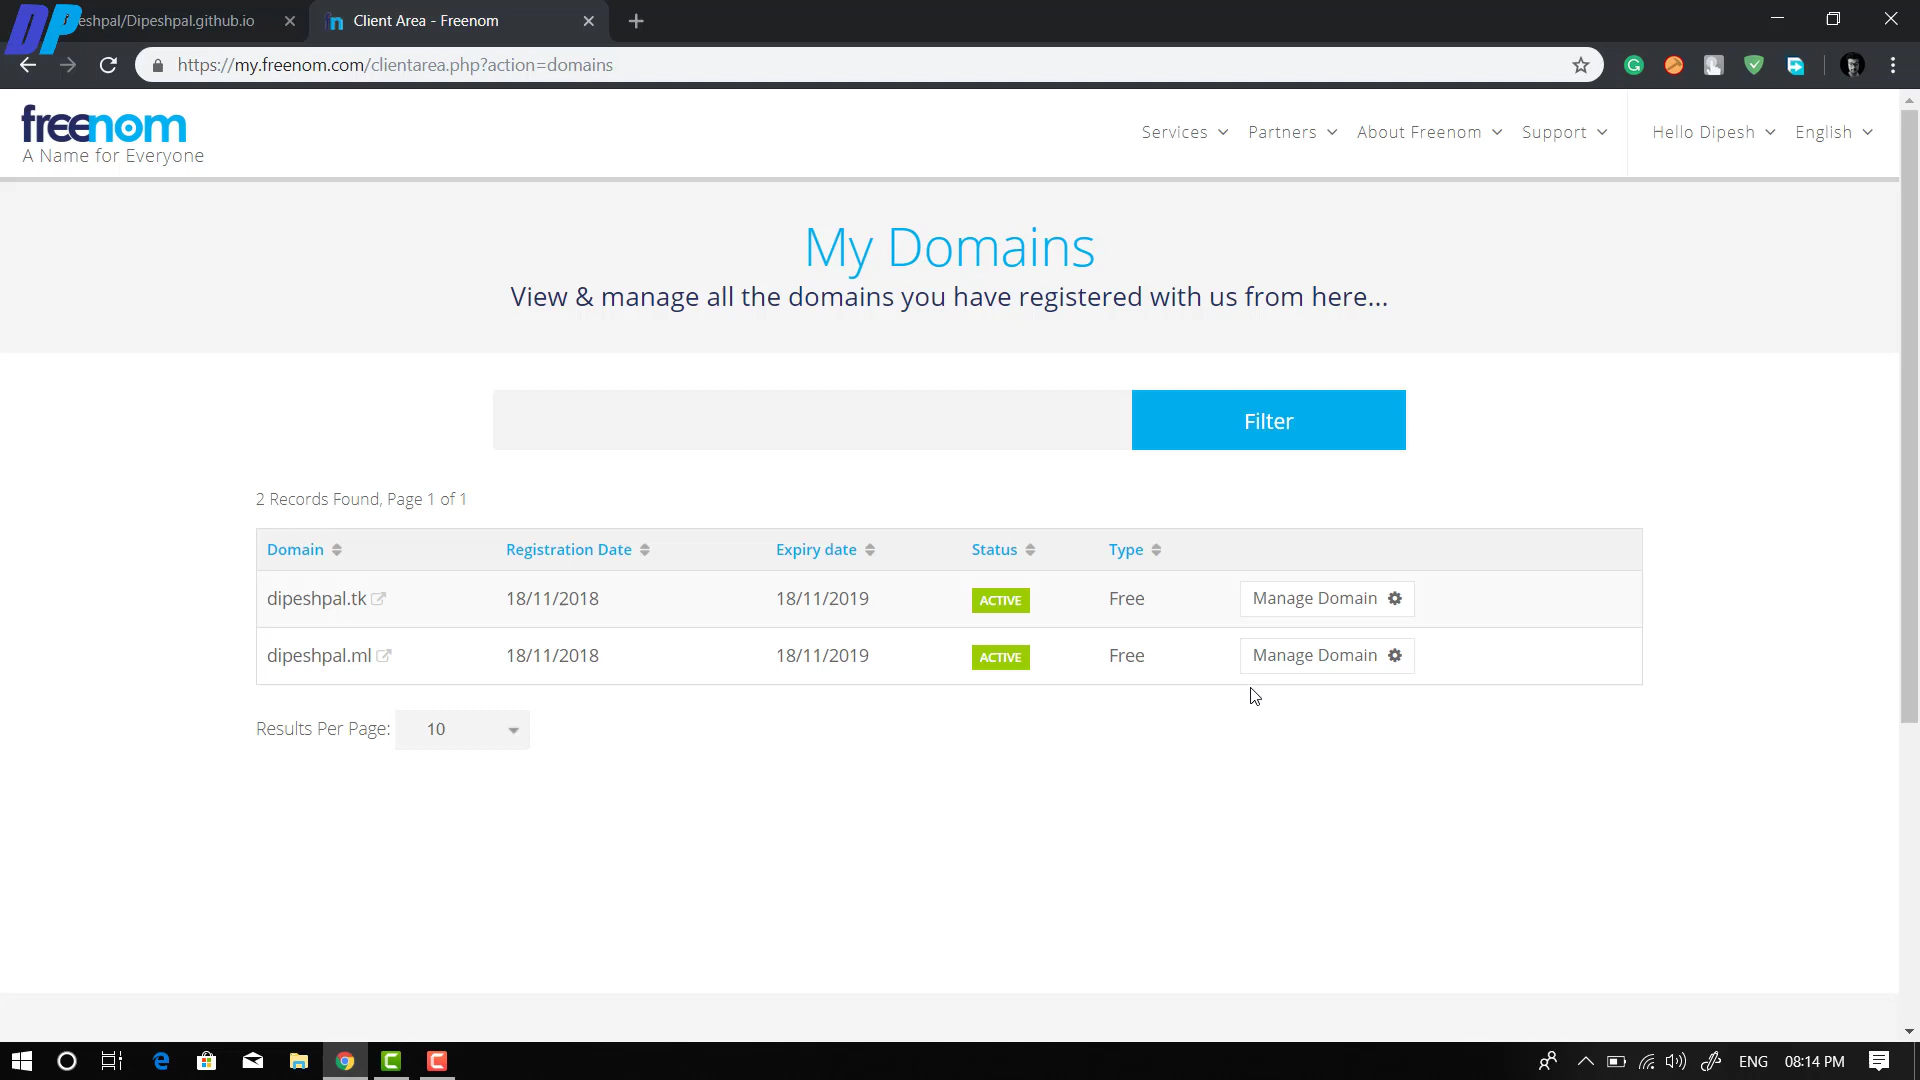 DP
eshpal/Dipeshpal.github.io
Client Area - Freenom
https://my.freenom.com/clientarea.php?action=domains
freenom
A Name for Everyone
Services
Partners
About Freenom
Support
Hello Dipesh
English
My Domains
View & manage all the domains you have registered with us from here...
Filter
2 Records Found, Page 1 of 1
Domain Registration Date Expiry date Status Type
dipeshpal.tk 18/11/2018 18/11/2019 ACTIVE Free Manage Domain
dipeshpal.ml 18/11/2018 18/11/2019 ACTIVE Free Manage Domain
Results Per Page: 10
ENG 08:14 PM